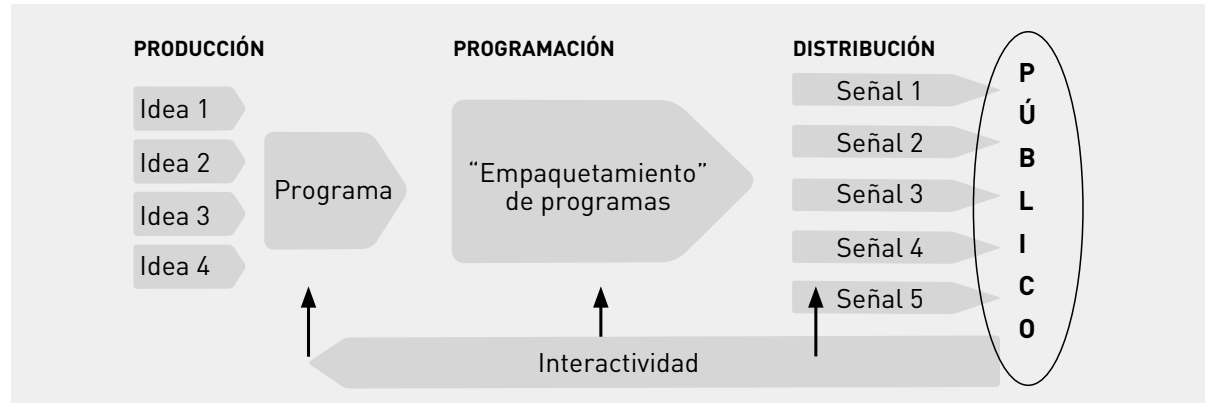 PRODUCCIÓN
Idea 1
Idea 2
Idea 3
Idea 4
Programa
PROGRAMACIÓN
“Empaquetamiento”
de programas
DISTRIBUCIÓN
Señal 1
Señal 2
Señal 3
Señal 4
Señal 5
PÚBLICO
Interactividad